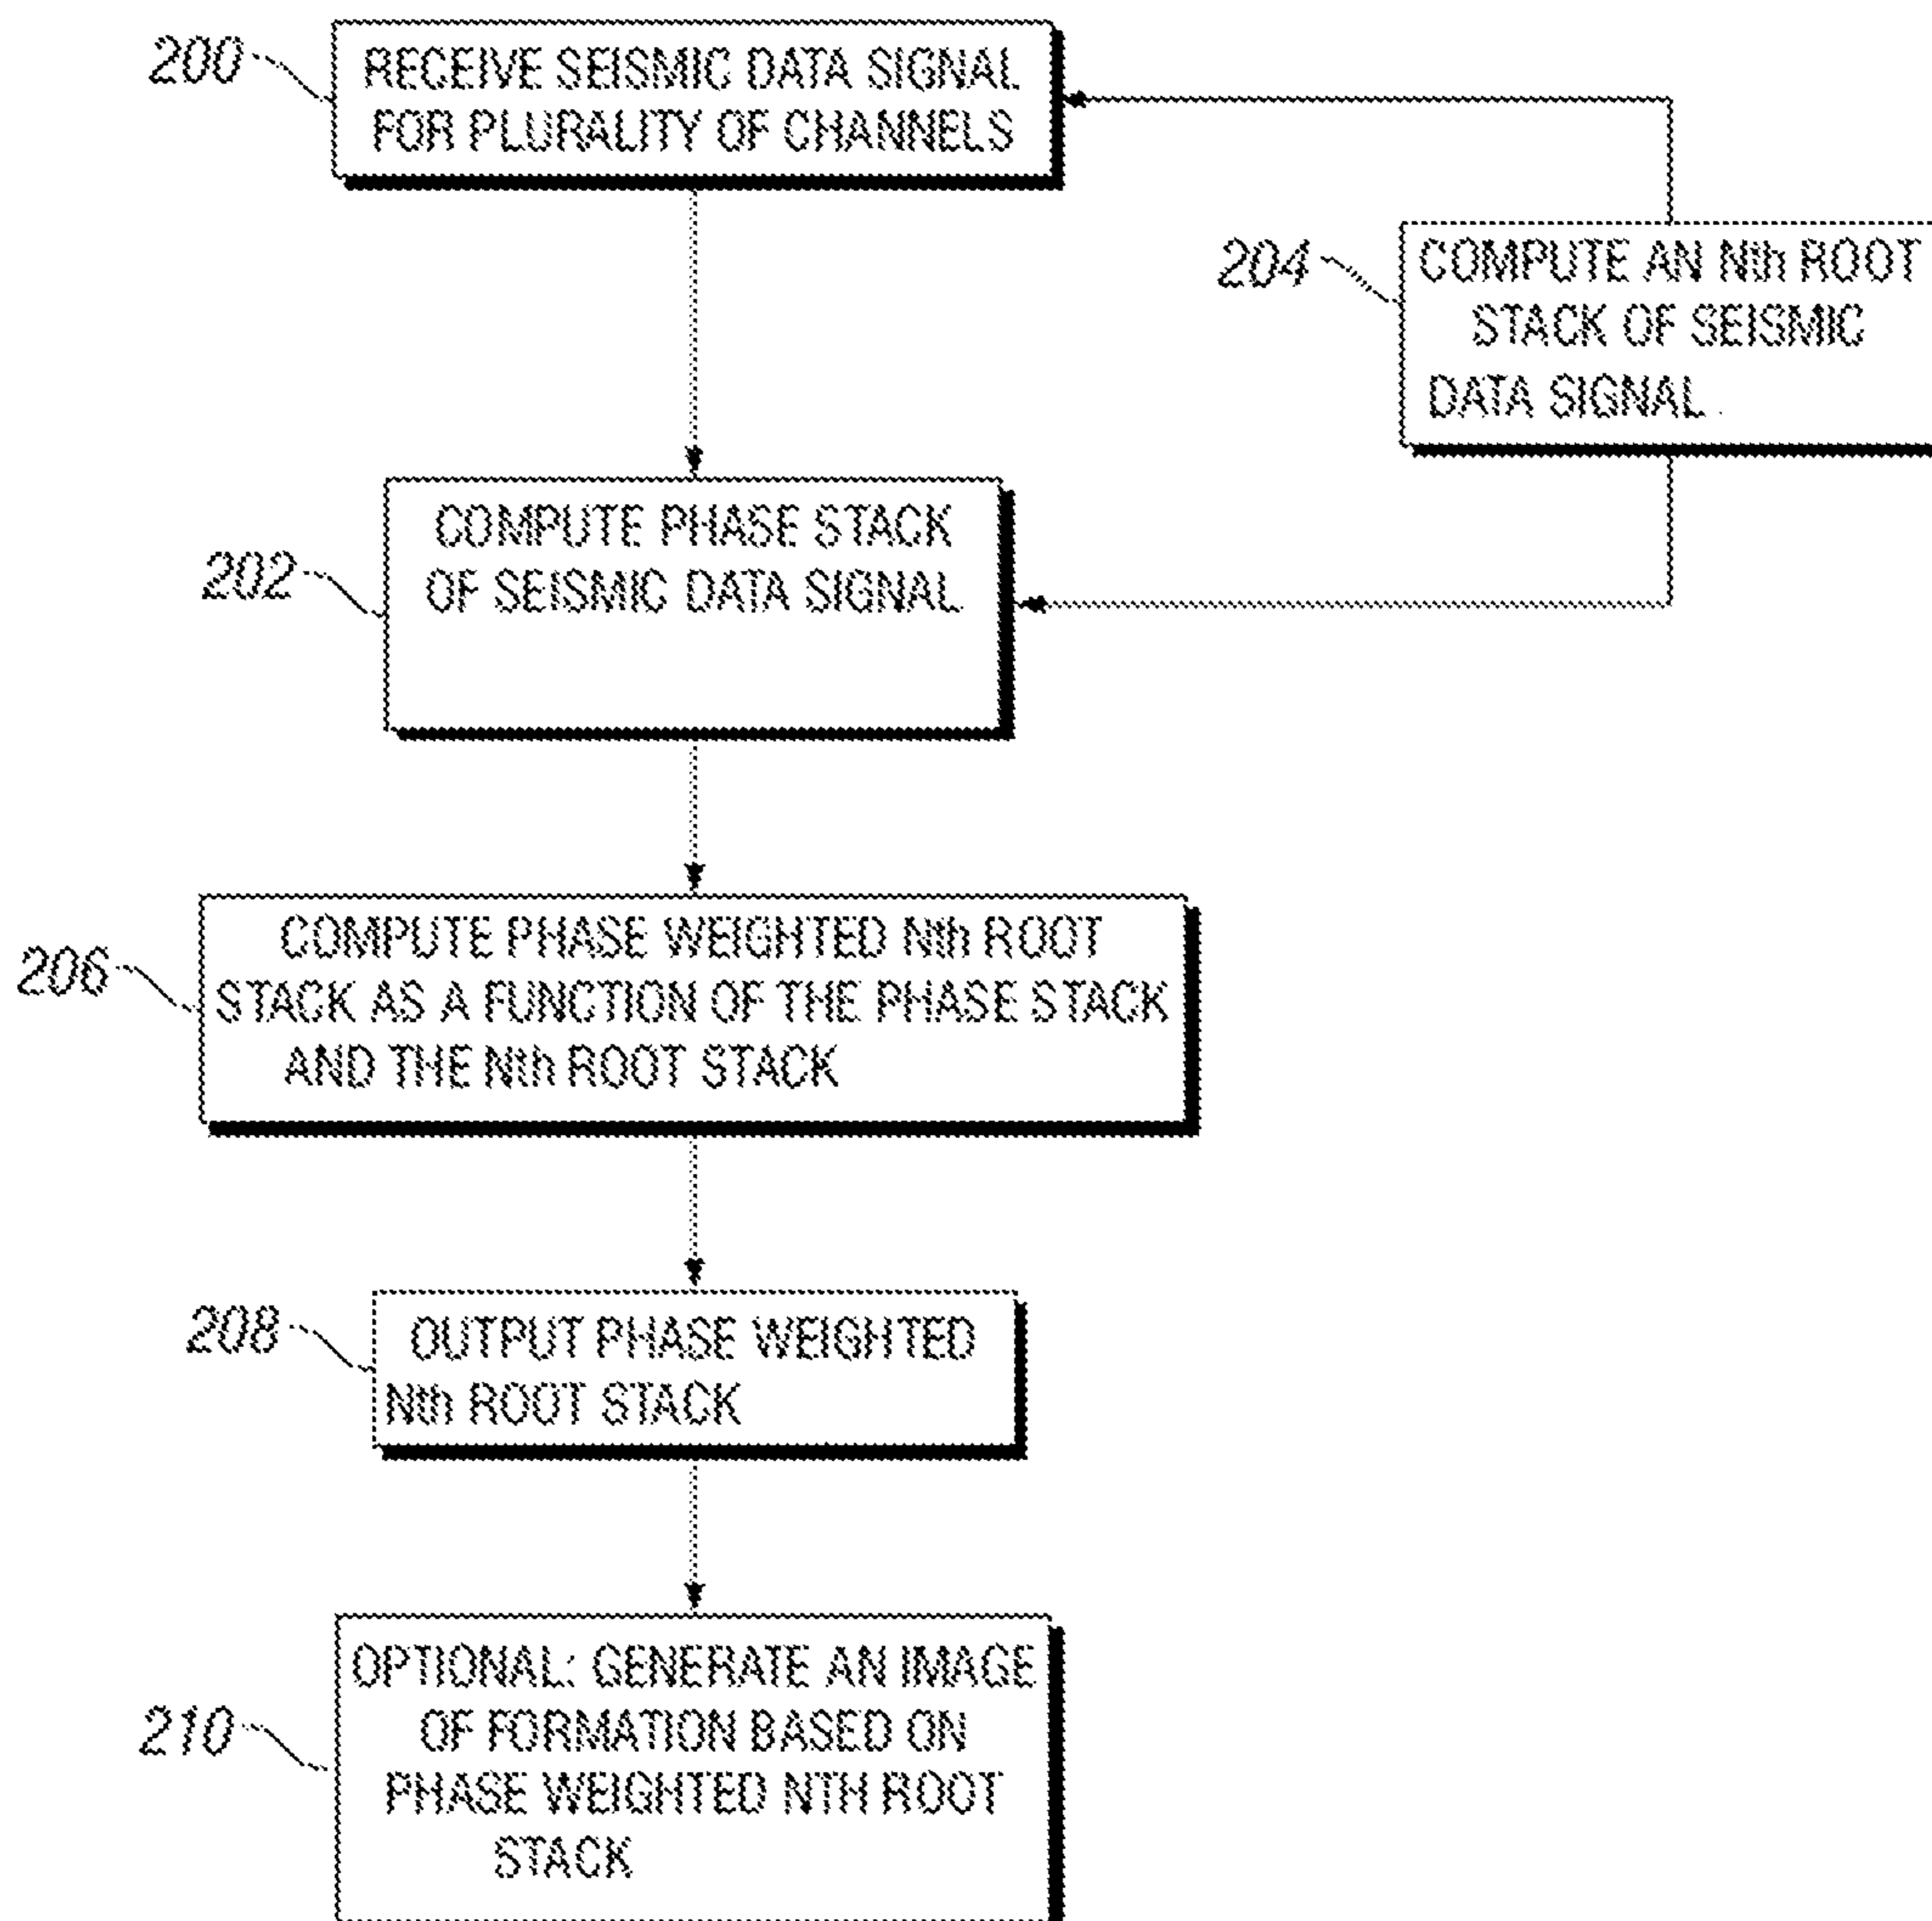 200
RECEIVE SEISMIC DATA SIGNAL
FOR PLURALITY OF CHANNELS
204
COMPUTE AN Nth ROOT
STACK OF SEISMIC
DATA SIGNAL
202
COMPUTE PHASE STACK
OF SEISMIC DATA SIGNAL
206
COMPUTE PHASE WEIGHTED Nth ROOT
STACK AS A FUNCTION OF THE PHASE STACK
AND THE Nth ROOT STACK
208
OUTPUT PHASE WEIGHTED
Nth ROOT STACK
210
OPTIONAL: GENERATE AN IMAGE
OF FORMATION BASED ON
PHASE WEIGHTED NTH ROOT
STACK